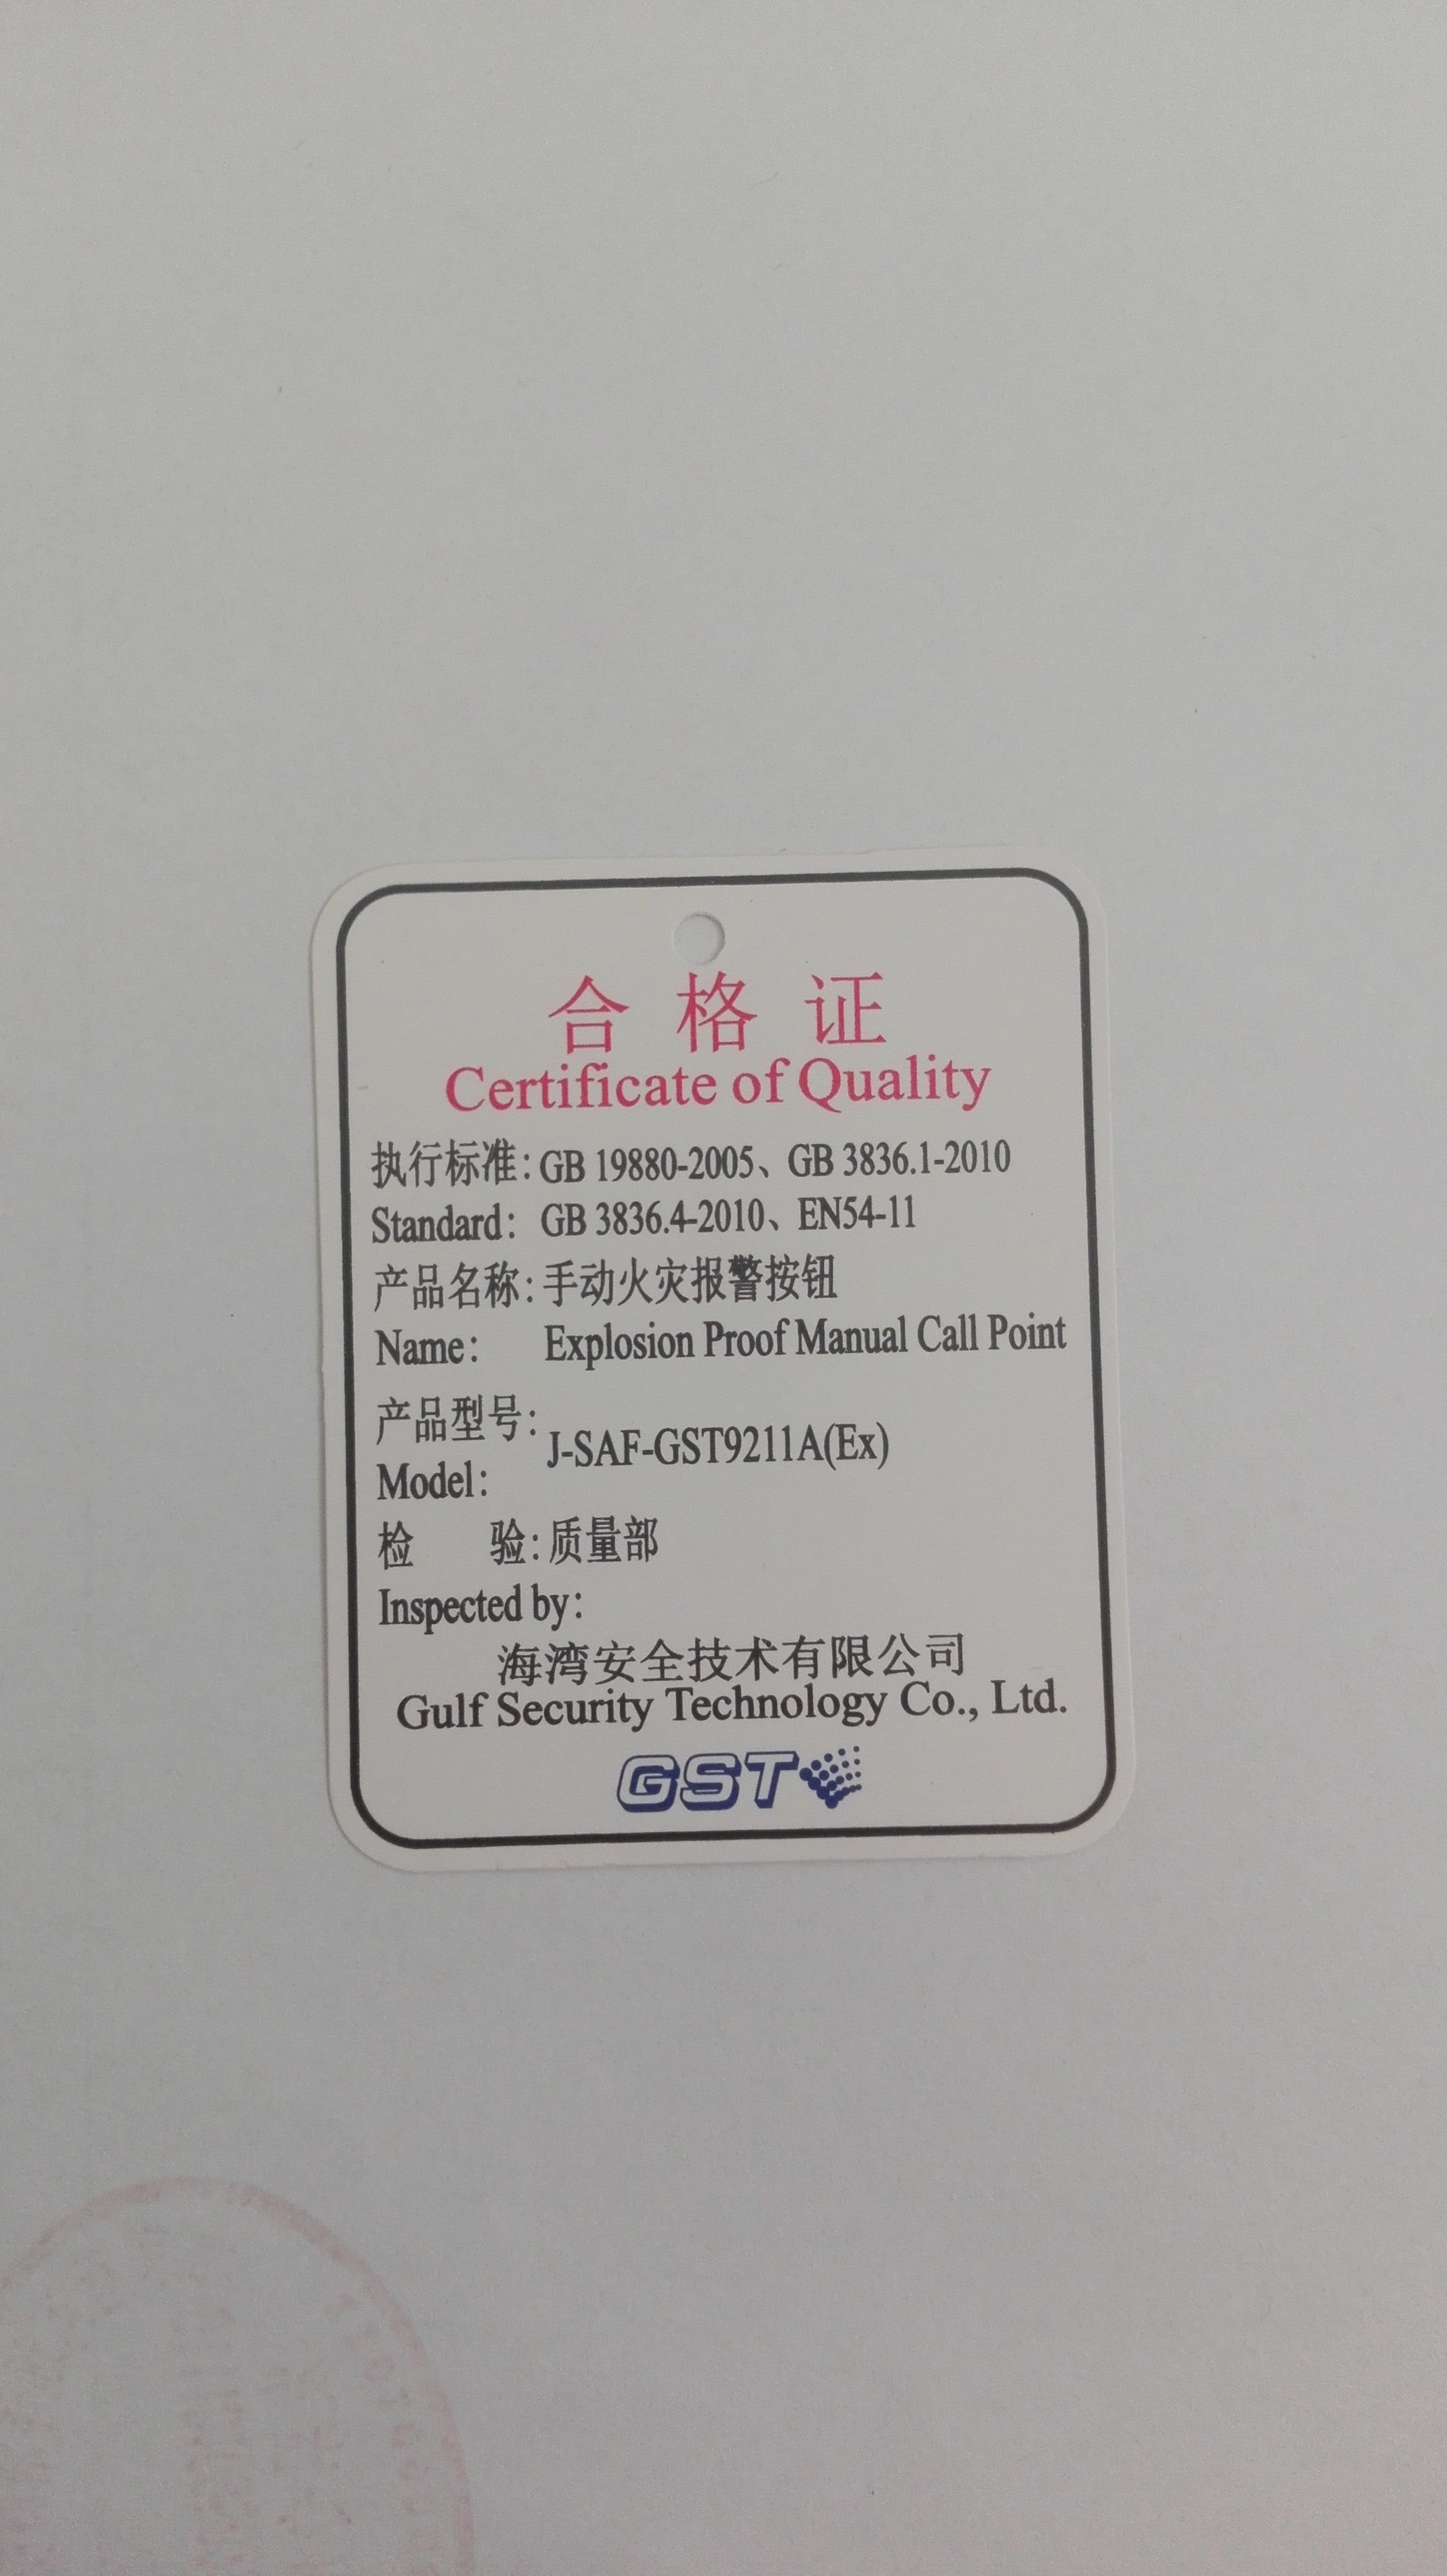 合格证
Certificate of Quality
执行标准: GB 19880-2005、GB 3836.1-2010
Standard: GB 3836.4-2010、EN54-11
产品名称: 手动火灾报警按钮
Name: Explosion Proof Manual Call Point
产品型号:
J-SAF-GST9211A(Ex)
Model:
检 验: 质量部
Inspected by:
海湾安全技术有限公司
Gulf Security Technology Co., Ltd.
GST